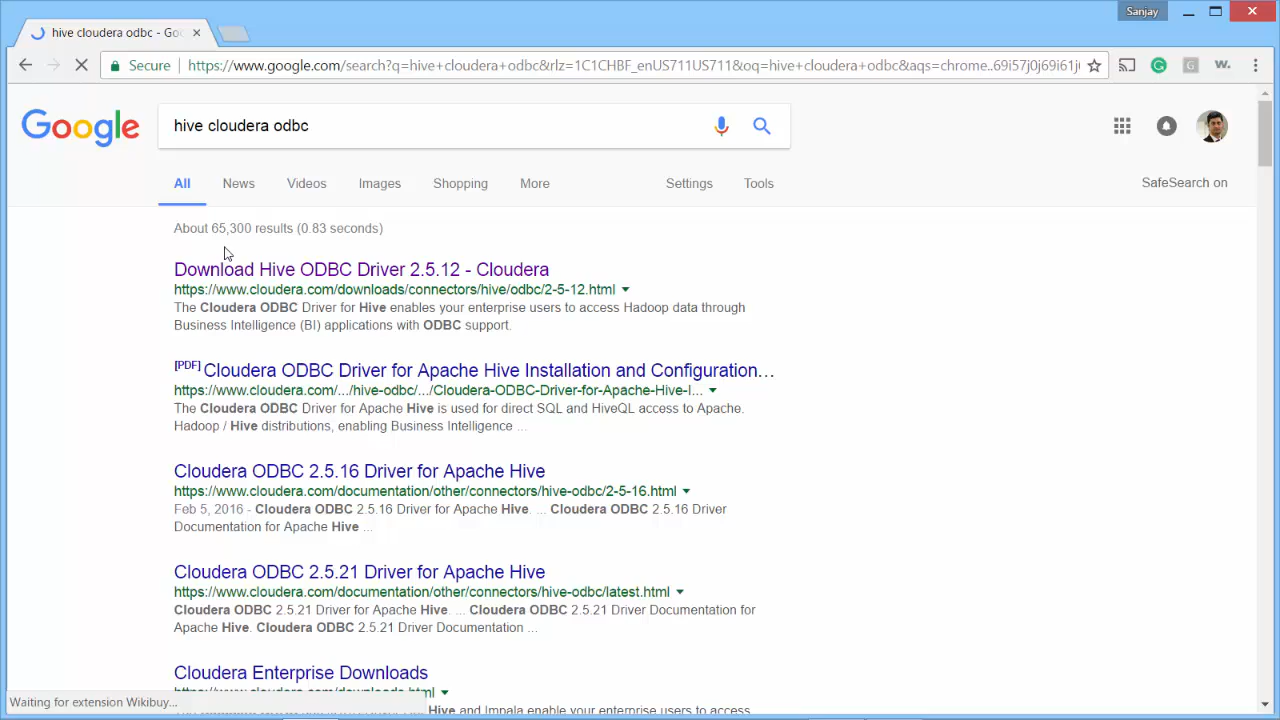 Sanjay
hive cloudera odbc - Goo
Secure
https://www.google.com/search?q=hive+cloudera+odbc&rlz=1C1CHBF_enUS711US711&oq=hive+cloudera+odbc&aqs=chrome..69i57j0j69i61j
G
G
W.
Google
hive cloudera odbc
All News Videos Images Shopping More Settings Tools SafeSearch on
About 65,300 results (0.83 seconds)
Download Hive ODBC Driver 2.5.12 - Cloudera
https://www.cloudera.com/downloads/connectors/hive/odbc/2-5-12.html
The Cloudera ODBC Driver for Hive enables your enterprise users to access Hadoop data through
Business Intelligence (BI) applications with ODBC support.
[PDF] Cloudera ODBC Driver for Apache Hive Installation and Configuration...
https://www.cloudera.com/.../hive-odbc/.../Cloudera-ODBC-Driver-for-Apache-Hive-I...
The Cloudera ODBC Driver for Apache Hive is used for direct SQL and HiveQL access to Apache.
Hadoop / Hive distributions, enabling Business Intelligence ...
Cloudera ODBC 2.5.16 Driver for Apache Hive
https://www.cloudera.com/documentation/other/connectors/hive-odbc/2-5-16.html
Feb 5, 2016 - Cloudera ODBC 2.5.16 Driver for Apache Hive. ... Cloudera ODBC 2.5.16 Driver
Documentation for Apache Hive ...
Cloudera ODBC 2.5.21 Driver for Apache Hive
https://www.cloudera.com/documentation/other/connectors/hive-odbc/latest.html
Cloudera ODBC 2.5.21 Driver for Apache Hive. ... Cloudera ODBC 2.5.21 Driver Documentation for
Apache Hive. Cloudera ODBC 2.5.21 Driver Documentation ...
Cloudera Enterprise Downloads
https://www.cloudera.com/downloads.html
Hive and Impala enable your enterprise users to access
Waiting for extension Wikibuy...